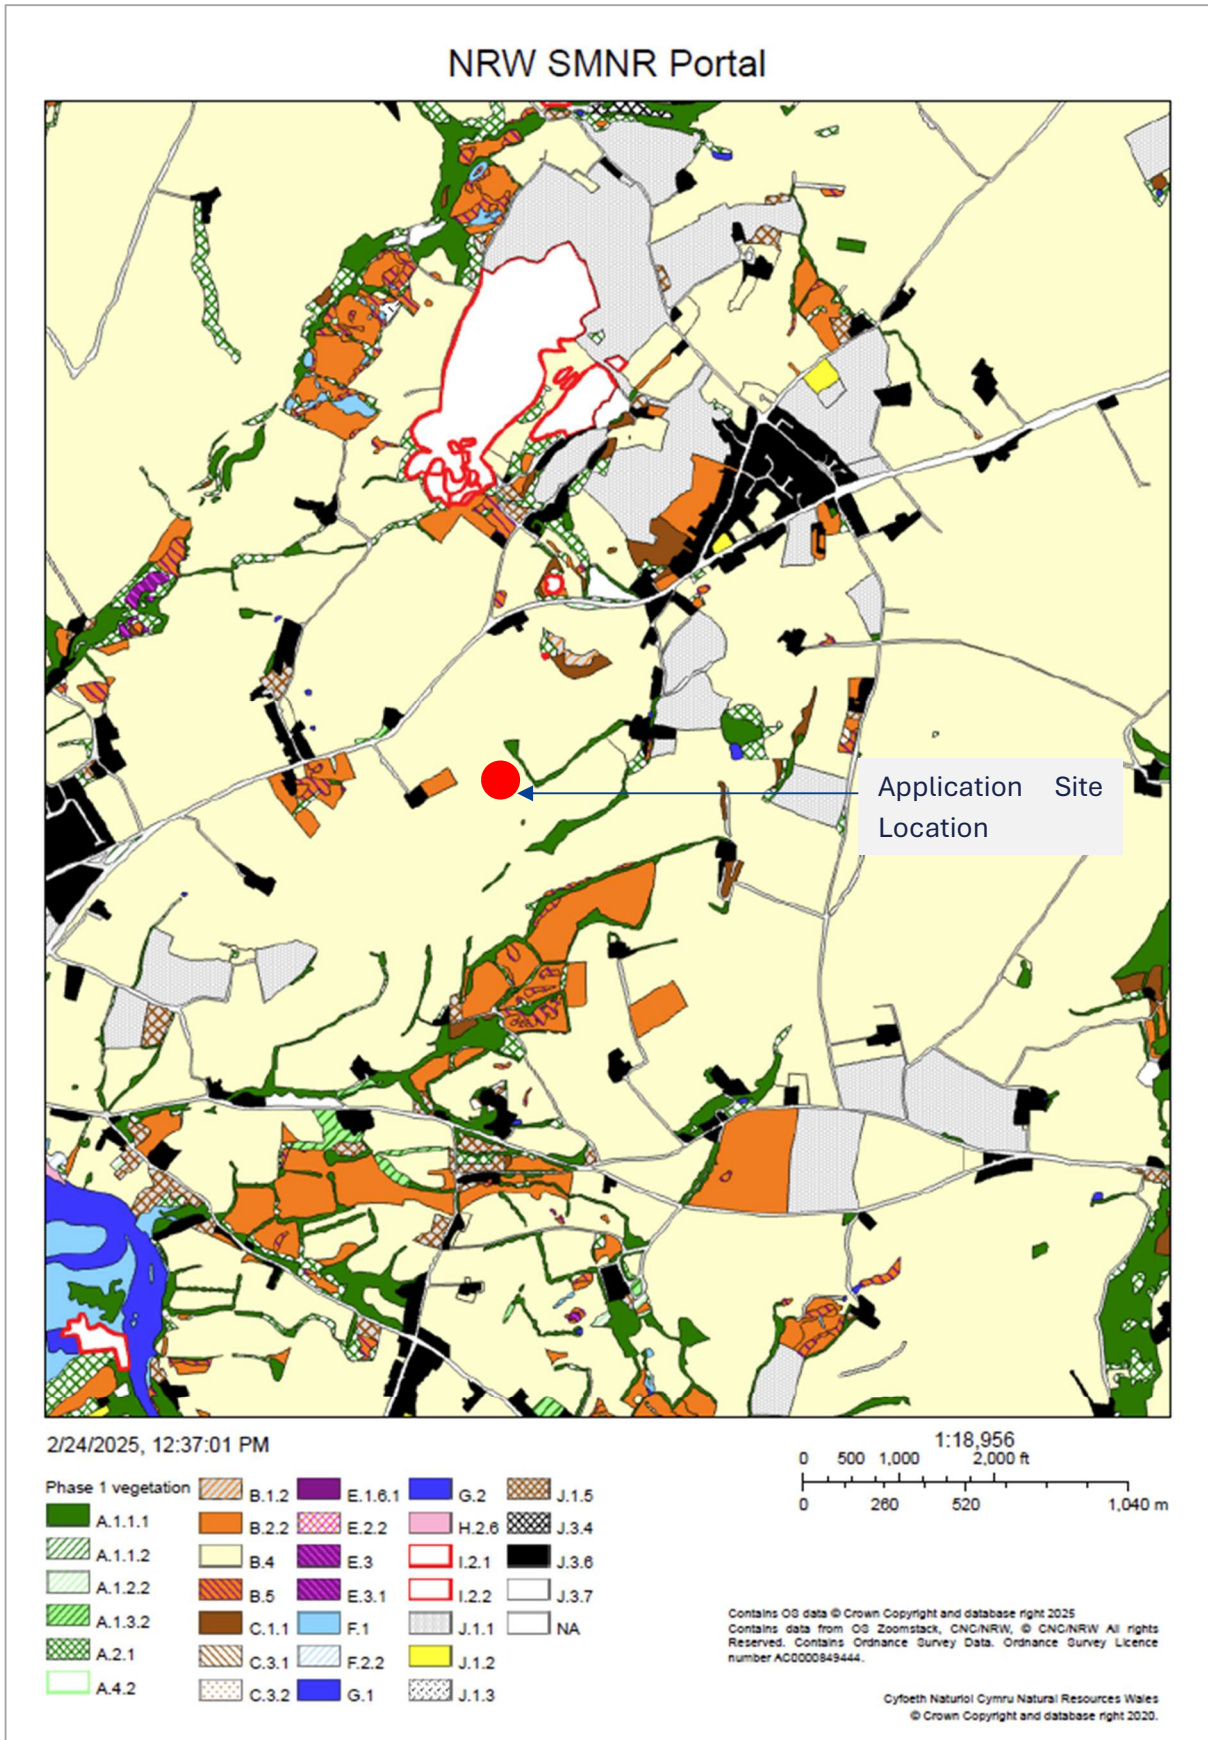 NRW SMNR Portal
Application Site
Location
2/24/2025, 12:37:01 PM
1:18,956
0 500 1,000 2,000 ft
0 260 520 1,040 m
Phase 1 vegetation
A.1.1.1
A.1.1.2
A.1.2.2
A.1.3.2
A.2.1
A.4.2
B.1.2
B.2.2
B.4
B.5
C.1.1
C.3.1
C.3.2
E.1.6.1
E.2.2
E.3
E.3.1
F.1
F.2.2
G.1
G.2
H.2.6
I.2.1
I.2.2
J.1.1
J.1.2
J.1.3
J.1.5
J.3.4
J.3.6
J.3.7
NA
Contains OS data © Crown Copyright and database right 2025
Contains data from OS Zoomstack, CNC/NRW, © CNC/NRW All rights
Reserved. Contains Ordnance Survey Data. Ordnance Survey Licence
number AC0000849444.
Cyfoeth Naturiol Cymru Natural Resources Wales
© Crown Copyright and database right 2020.